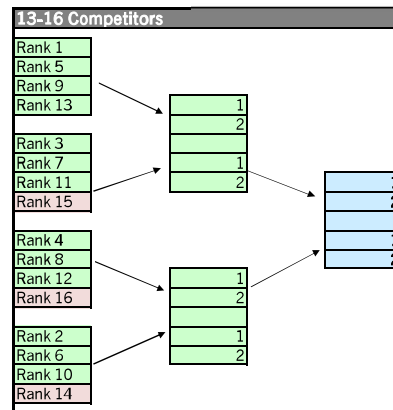 13-16 Competitors
Rank 1
Rank 5
Rank 9
Rank 13
Rank 3
Rank 7
Rank 11
Rank 15
Rank 4
Rank 8
Rank 12
Rank 16
Rank 2
Rank 6
Rank 10
Rank 14
1
2
1
2
1
2
1
2